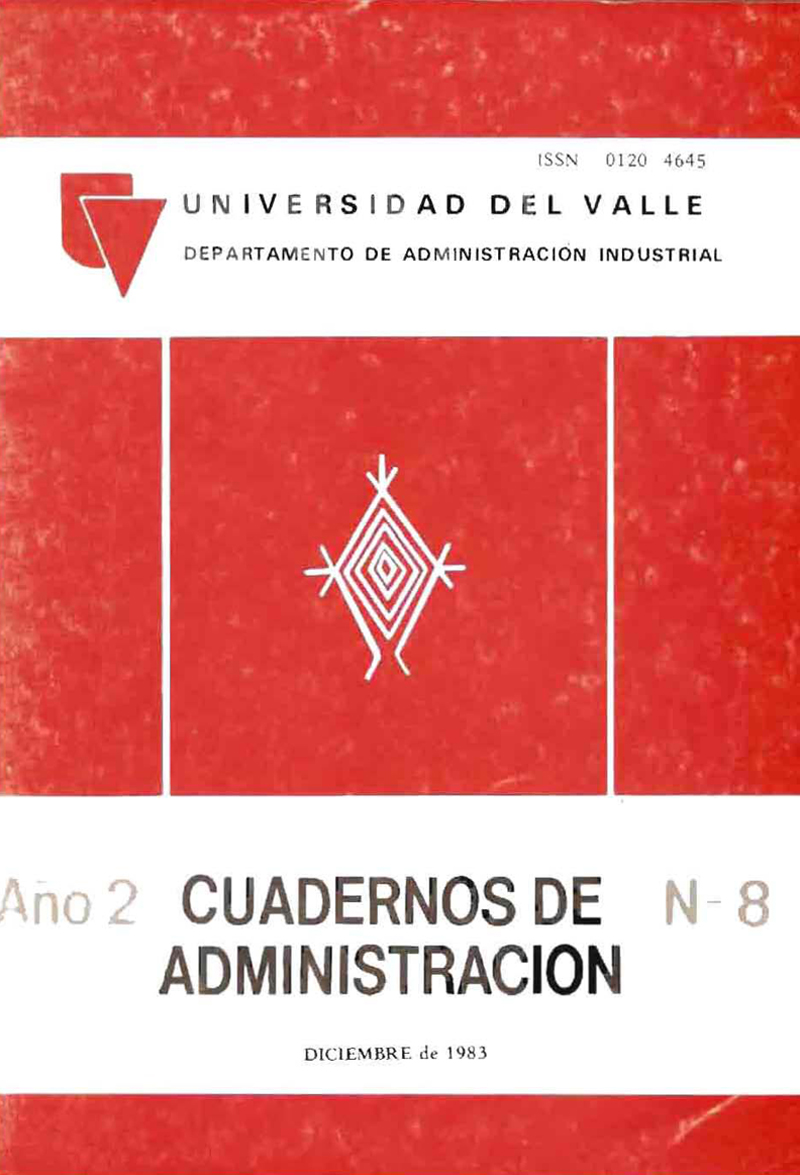 ISSN 0120 4645
UNIVERSIDAD DEL VALLE
DEPARTAMENTO DE ADMINISTRACIÓN INDUSTRIAL
Año 2 CUADERNOS DE N- 8
ADMINISTRACION
DICIEMBRE de 1983